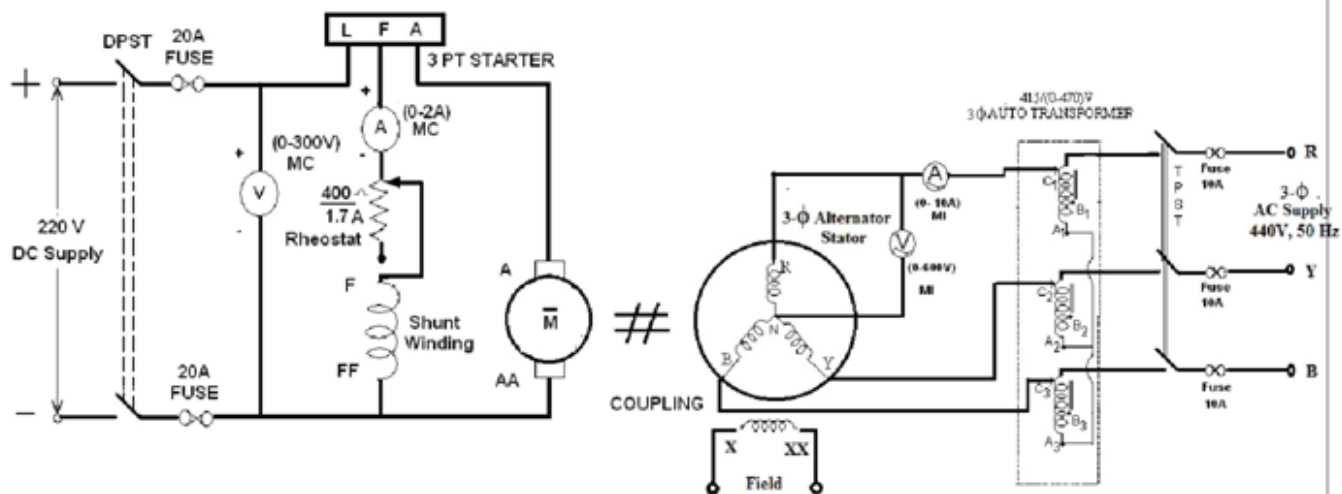 DPST
20A
FUSE
L F A
3 PT STARTER
+
+
(0-2A)
MC
A
-
(0-300V)
MC
+
V
-
400
1.7 A
Rheostat
220 V
DC Supply
F
Shunt
Winding
FF
A
M
AA
20A
FUSE
-
COUPLING
3-Φ Alternator
Stator
A
(0- 10A)
MI
V
(0-600V)
MI
R
N
B
Y
X
XX
Field
415/(0-470)V
3ΦAUTO TRANSFORMER
C1
B1
A1
C2
B2
A2
C3
B3
A3
TPST
Fuse
10A
R
3-Φ
AC Supply
440V, 50 Hz
Fuse
10A
Y
Fuse
10A
B